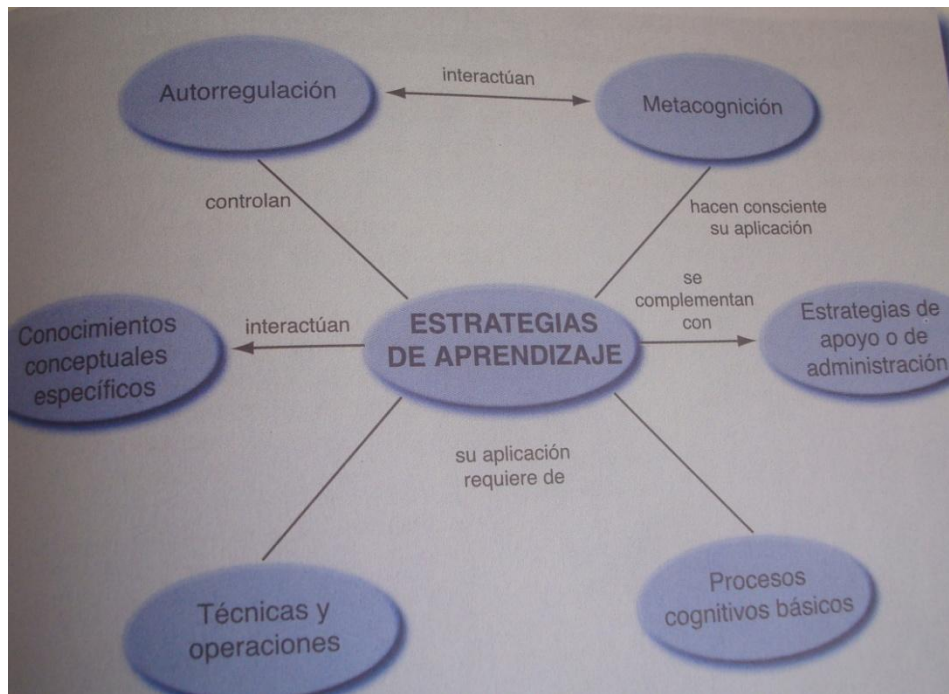 Autorregulación
interactúan
Metacognición
controlan
hacen consciente
su aplicación
Conocimientos
conceptuales
específicos
interactúan
ESTRATEGIAS
DE APRENDIZAJE
se
complementan
con
Estrategias de
apoyo o de
administración
su aplicación
requiere de
Técnicas y
operaciones
Procesos
cognitivos básicos